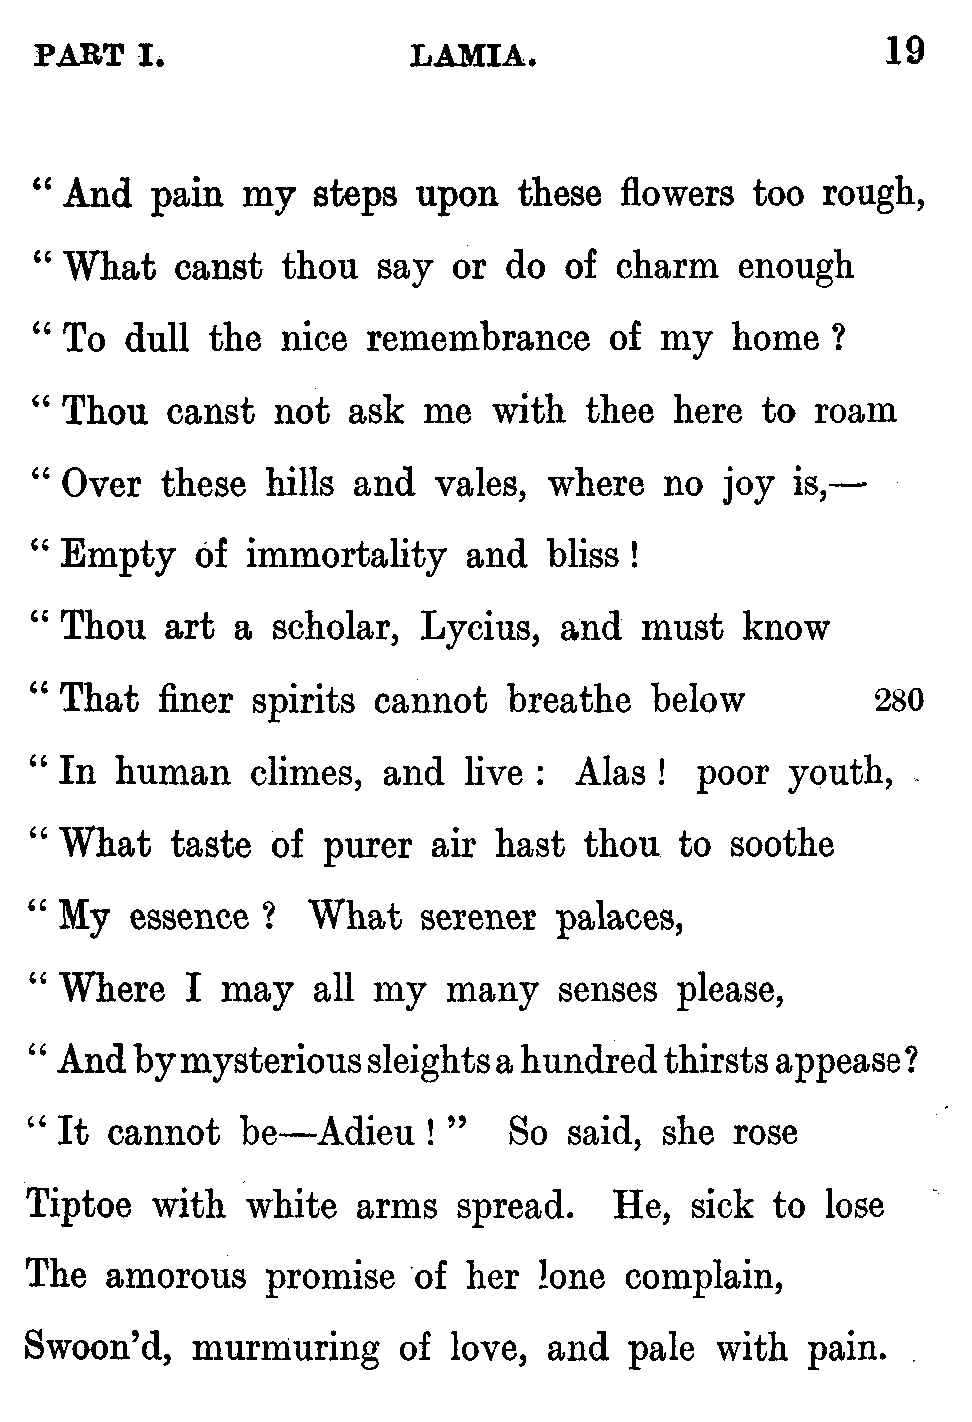 PART I. LAMIA. 19
“ And pain my steps upon these flowers too rough,
“ What canst thou say or do of charm enough
“ To dull the nice remembrance of my home ?
“ Thou canst not ask me with thee here to roam
“ Over these hills and vales, where no joy is,—
“ Empty of immortality and bliss !
“ Thou art a scholar, Lycius, and must know
“ That finer spirits cannot breathe below 280
“ In human climes, and live : Alas ! poor youth,
“ What taste of purer air hast thou to soothe
“ My essence ? What serener palaces,
“ Where I may all my many senses please,
“ And by mysterious sleights a hundred thirsts appease ?
“ It cannot be—Adieu ! ” So said, she rose
Tiptoe with white arms spread. He, sick to lose
The amorous promise of her lone complain,
Swoon’d, murmuring of love, and pale with pain.